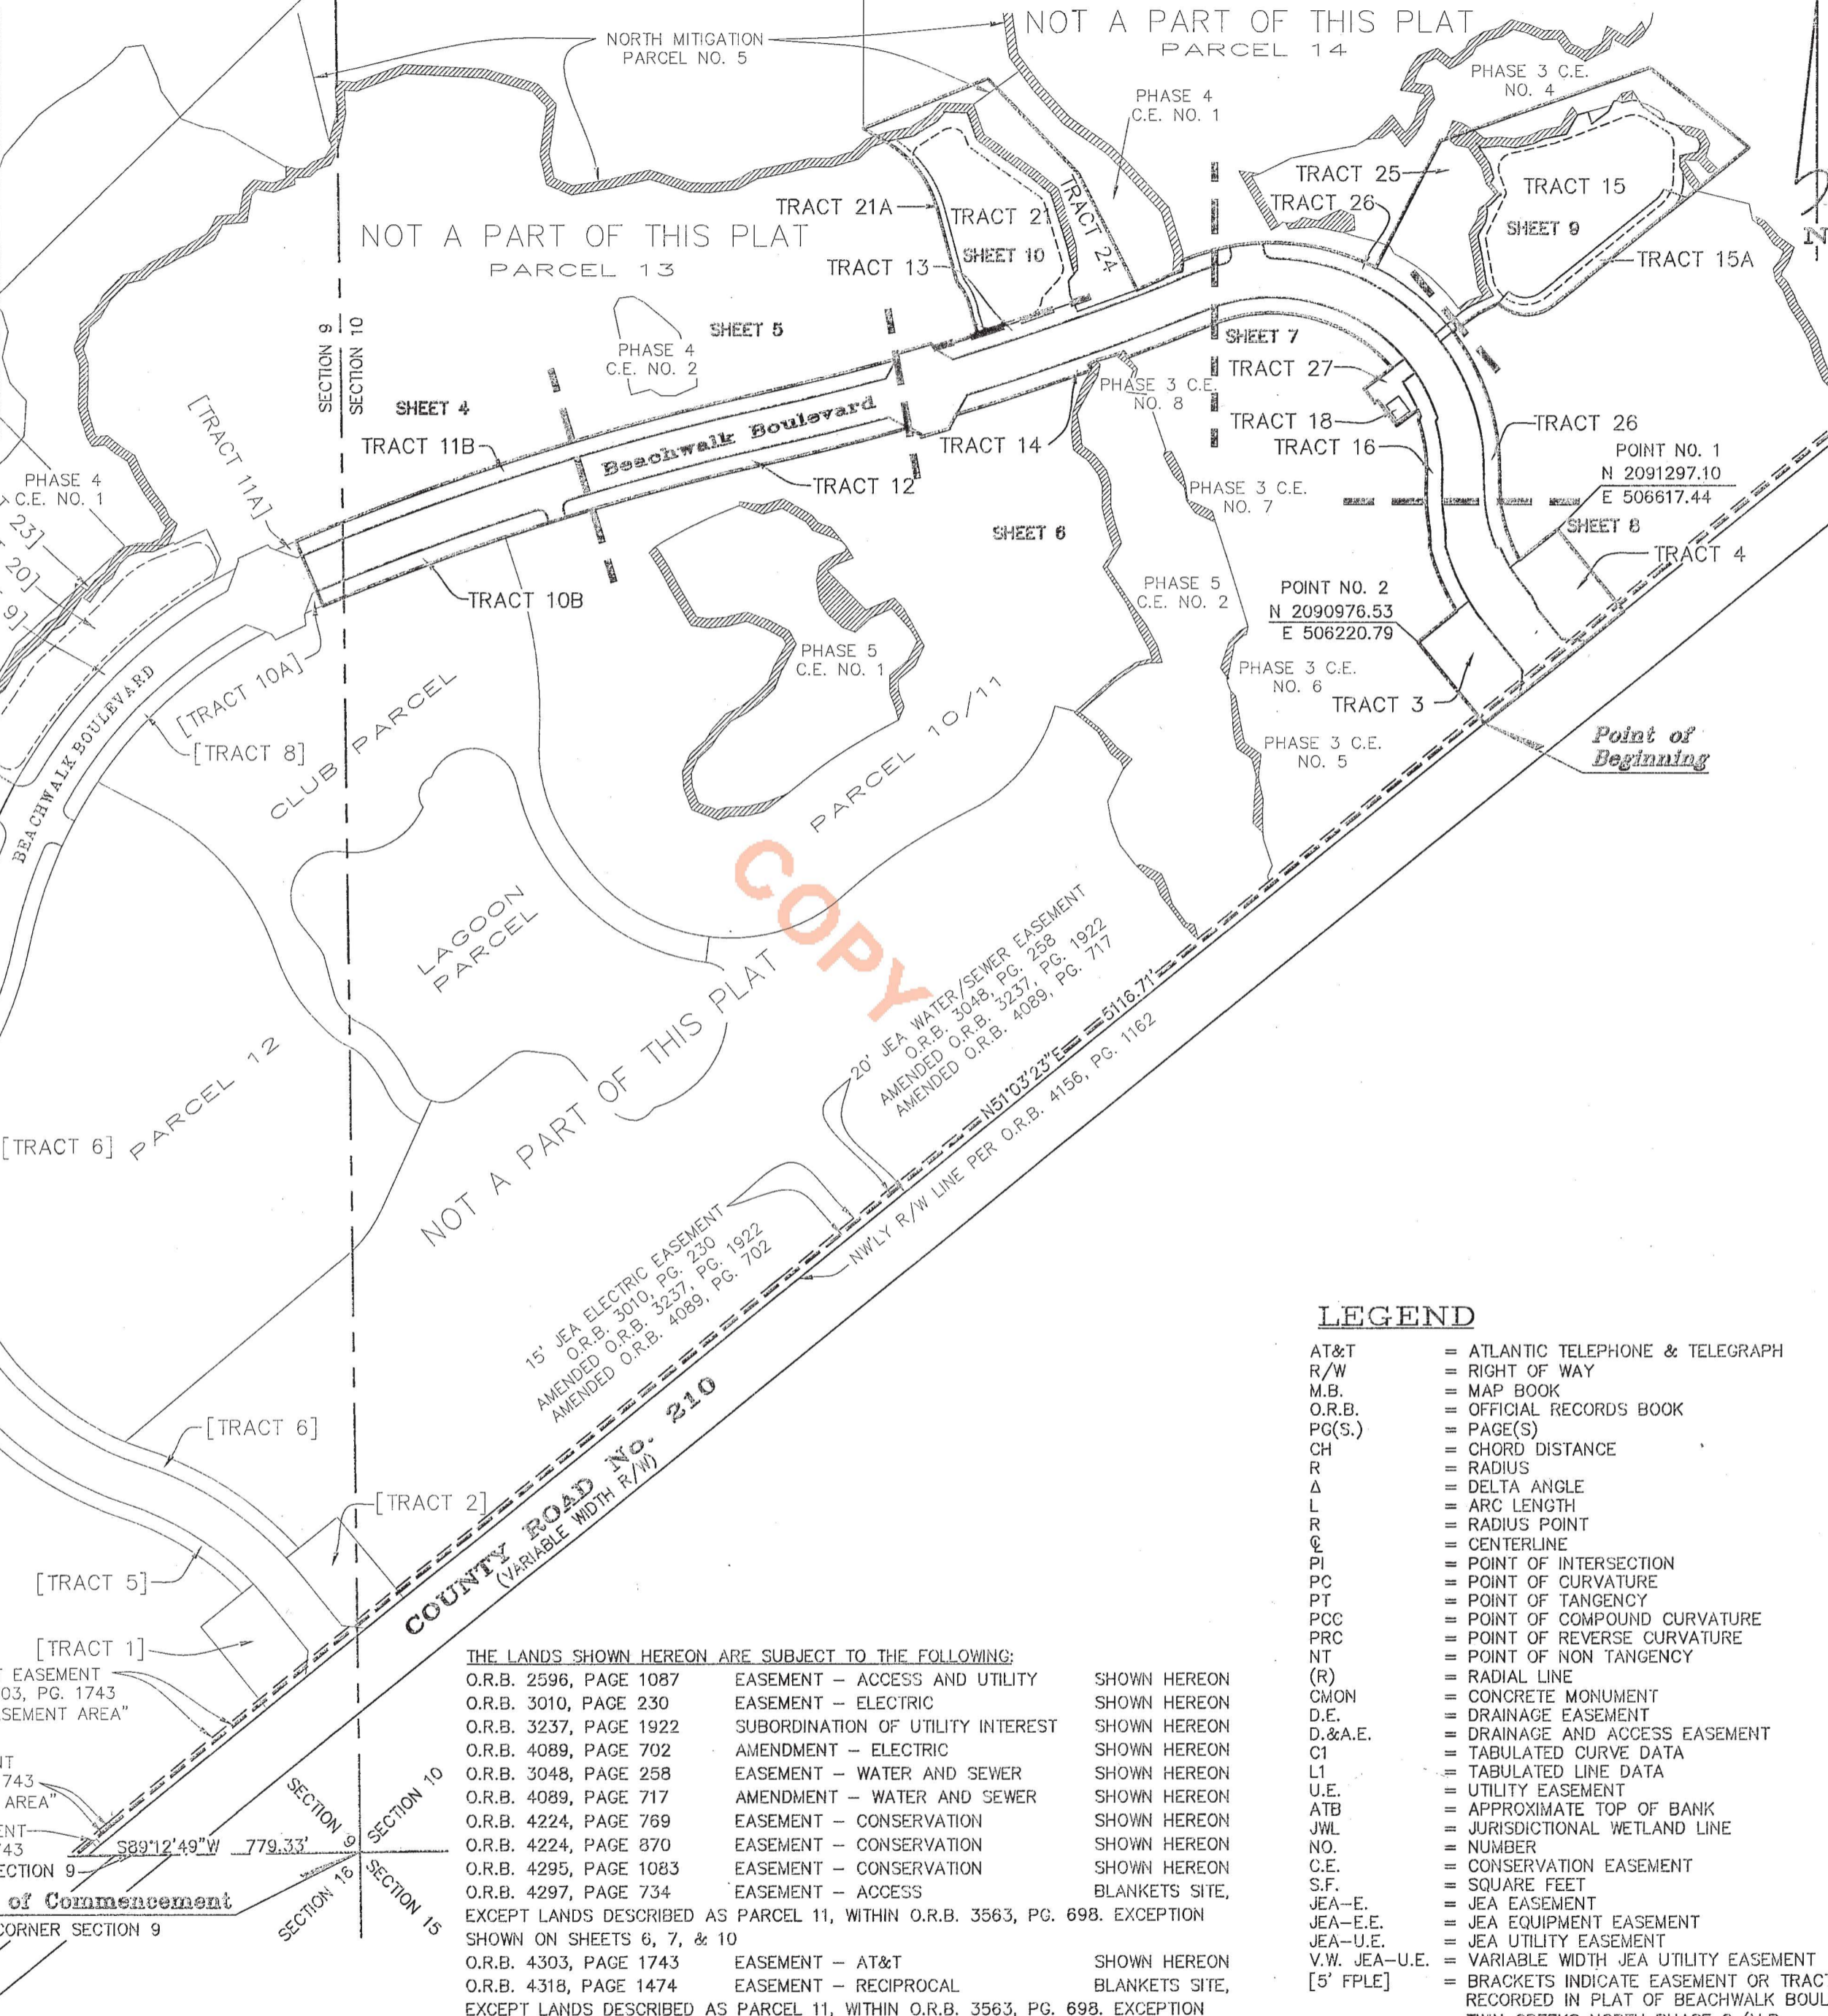 NOT A PART OF THIS PLAT
PARCEL 14
NORTH MITIGATION
PARCEL NO. 5
PHASE 3 C.E.
NO. 4
PHASE 4
C.E. NO. 1
TRACT 25
TRACT 15
TRACT 26
SHEET 9
TRACT 15A
N
TRACT 21A
TRACT 21
TRACT 24
SHEET 10
TRACT 13
NOT A PART OF THIS PLAT
PARCEL 13
SECTION 9
SECTION 10
SHEET 5
PHASE 4
C.E. NO. 2
SHEET 7
TRACT 27
PHASE 3 C.E.
NO. 8
SHEET 4
TRACT 11B
Beachwalk Boulevard
[TRACT 11A]
TRACT 14
TRACT 18
TRACT 16
TRACT 26
POINT NO. 1
N 2091297.10
E 506617.44
PHASE 4
C.E. NO. 1
23]
20]
9]
TRACT 12
PHASE 3 C.E.
NO. 7
SHEET 6
SHEET 8
TRACT 4
TRACT 10B
PHASE 5
C.E. NO. 2
POINT NO. 2
N 2090976.53
E 506220.79
PHASE 5
C.E. NO. 1
PHASE 3 C.E.
NO. 6
TRACT 3
[TRACT 10A]
[TRACT 8]
BEACHWALK BOULEVARD
CLUB PARCEL
PARCEL 10/11
PHASE 3 C.E.
NO. 5
Point of
Beginning
COPY
LAGOON
PARCEL
20' JEA WATER/SEWER EASEMENT
O.R.B. 3048, PG. 258
AMENDED O.R.B. 3237, PG. 1922
AMENDED O.R.B. 4089, PG. 717
N51°03'23"E 5116.71'
NW'LY R/W LINE PER O.R.B. 4156, PG. 1162
PARCEL 12
[TRACT 6]
NOT A PART OF THIS PLAT
15' JEA ELECTRIC EASEMENT
O.R.B. 3010, PG. 230
AMENDED O.R.B. 3237, PG. 1922
AMENDED O.R.B. 4089, PG. 702
COUNTY ROAD No. 210
(VARIABLE WIDTH R/W)
[TRACT 6]
[TRACT 2]
[TRACT 5]
[TRACT 1]
EASEMENT
03, PG. 1743
SEMENT AREA"
NT
743
AREA"
ENT
43
S89°12'49"W 779.33'
ECTION 9
of Commencement
CORNER SECTION 9
SECTION 9
SECTION 10
SECTION 16
SECTION 15
THE LANDS SHOWN HEREON ARE SUBJECT TO THE FOLLOWING:
O.R.B. 2596, PAGE 1087 EASEMENT – ACCESS AND UTILITY SHOWN HEREON
O.R.B. 3010, PAGE 230 EASEMENT – ELECTRIC SHOWN HEREON
O.R.B. 3237, PAGE 1922 SUBORDINATION OF UTILITY INTEREST SHOWN HEREON
O.R.B. 4089, PAGE 702 AMENDMENT – ELECTRIC SHOWN HEREON
O.R.B. 3048, PAGE 258 EASEMENT – WATER AND SEWER SHOWN HEREON
O.R.B. 4089, PAGE 717 AMENDMENT – WATER AND SEWER SHOWN HEREON
O.R.B. 4224, PAGE 769 EASEMENT – CONSERVATION SHOWN HEREON
O.R.B. 4224, PAGE 870 EASEMENT – CONSERVATION SHOWN HEREON
O.R.B. 4295, PAGE 1083 EASEMENT – CONSERVATION SHOWN HEREON
O.R.B. 4297, PAGE 734 EASEMENT – ACCESS BLANKETS SITE,
EXCEPT LANDS DESCRIBED AS PARCEL 11, WITHIN O.R.B. 3563, PG. 698. EXCEPTION
SHOWN ON SHEETS 6, 7, & 10
O.R.B. 4303, PAGE 1743 EASEMENT – AT&T SHOWN HEREON
O.R.B. 4318, PAGE 1474 EASEMENT – RECIPROCAL BLANKETS SITE,
EXCEPT LANDS DESCRIBED AS PARCEL 11, WITHIN O.R.B. 3563, PG. 698. EXCEPTION
LEGEND
AT&T = ATLANTIC TELEPHONE & TELEGRAPH
R/W = RIGHT OF WAY
M.B. = MAP BOOK
O.R.B. = OFFICIAL RECORDS BOOK
PG(S.) = PAGE(S)
CH = CHORD DISTANCE
R = RADIUS
Δ = DELTA ANGLE
L = ARC LENGTH
R = RADIUS POINT
℄ = CENTERLINE
PI = POINT OF INTERSECTION
PC = POINT OF CURVATURE
PT = POINT OF TANGENCY
PCC = POINT OF COMPOUND CURVATURE
PRC = POINT OF REVERSE CURVATURE
NT = POINT OF NON TANGENCY
(R) = RADIAL LINE
CMON = CONCRETE MONUMENT
D.E. = DRAINAGE EASEMENT
D.&A.E. = DRAINAGE AND ACCESS EASEMENT
C1 = TABULATED CURVE DATA
L1 = TABULATED LINE DATA
U.E. = UTILITY EASEMENT
ATB = APPROXIMATE TOP OF BANK
JWL = JURISDICTIONAL WETLAND LINE
NO. = NUMBER
C.E. = CONSERVATION EASEMENT
S.F. = SQUARE FEET
JEA–E. = JEA EASEMENT
JEA–E.E. = JEA EQUIPMENT EASEMENT
JEA–U.E. = JEA UTILITY EASEMENT
V.W. JEA–U.E. = VARIABLE WIDTH JEA UTILITY EASEMENT
[5' FPLE] = BRACKETS INDICATE EASEMENT OR TRACT
RECORDED IN PLAT OF BEACHWALK BOUL